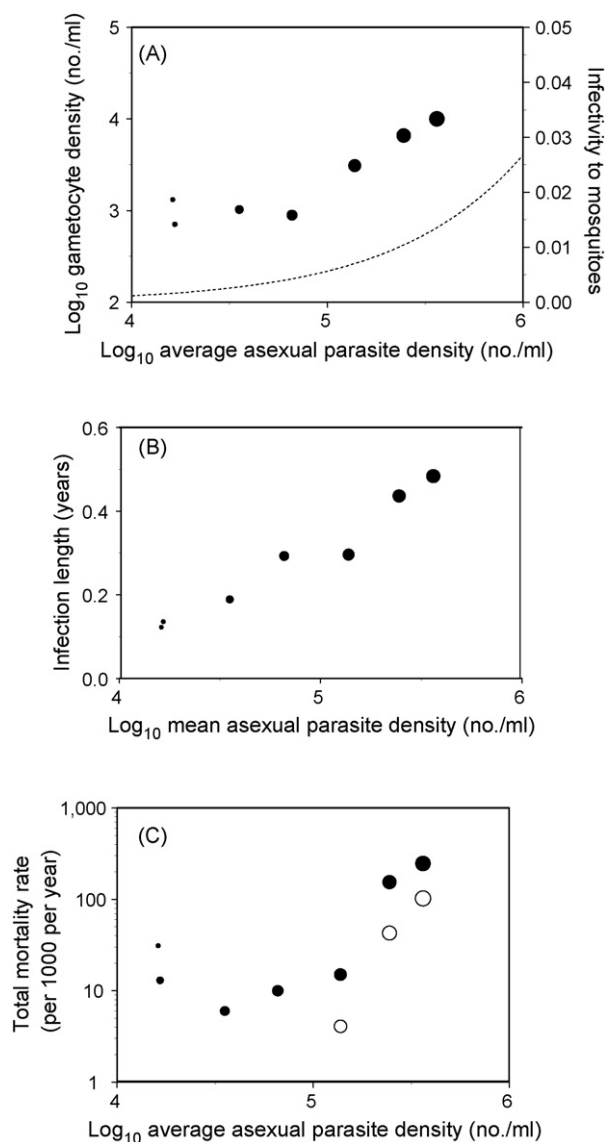 (A)
Log10 gametocyte density (no./ml)
5
4
3
2
0.05
0.04
0.03
0.02
0.01
0.00
Infectivity to mosquitoes
4 5 6
Log10 average asexual parasite density (no./ml)
(B)
Infection length (years)
0.6
0.4
0.2
0.0
4 5 6
Log10 mean asexual parasite density (no./ml)
(C)
Total mortality rate
(per 1000 per year)
1,000
100
10
1
4 5 6
Log10 average asexual parasite density (no./ml)